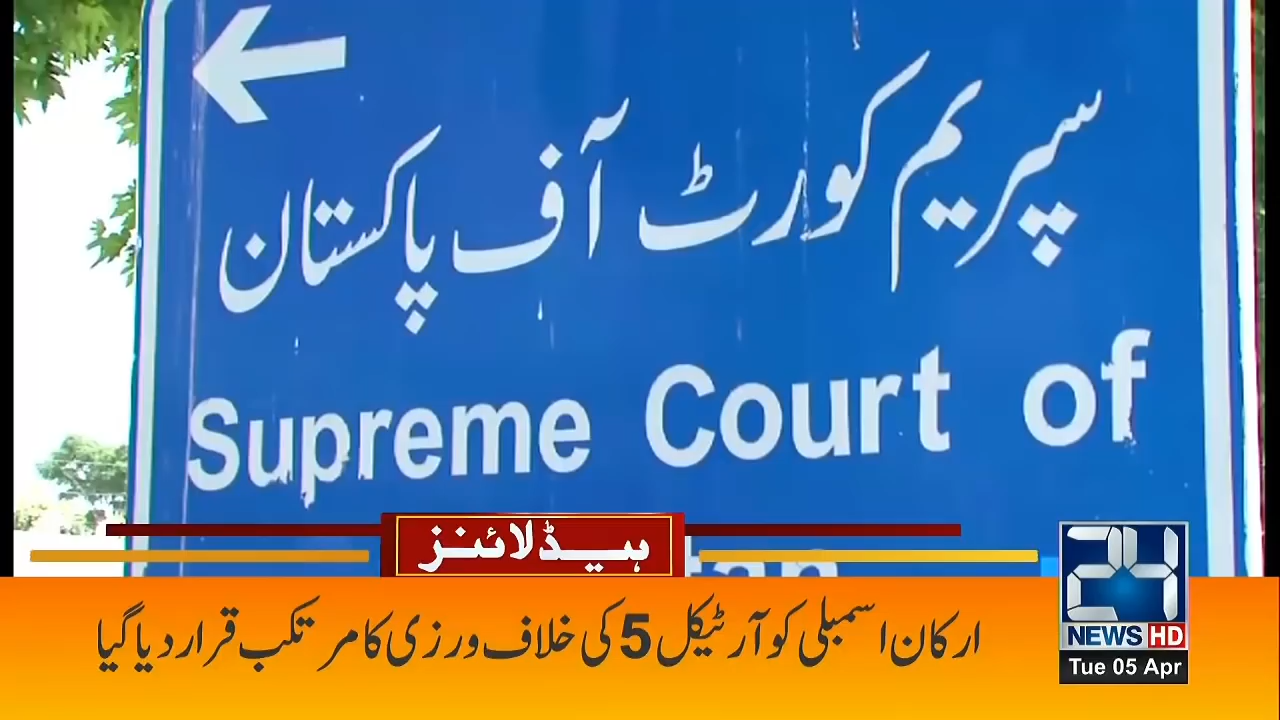 سپریم کورٹ آف پاکستان
Supreme Court of
ہیڈلائنز
ارکان اسمبلی کو آرٹیکل 5 کی خلاف ورزی کا مرتکب قرار دیا گیا
24
NEWS HD
Tue 05 Apr